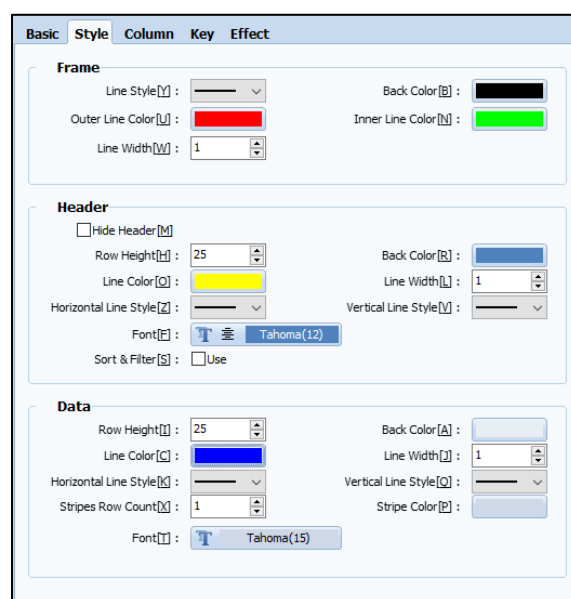 Basic Style Column Key Effect
Frame
Line Style[Y] : Back Color[B] :
Outer Line Color[U] : Inner Line Color[N] :
Line Width[W] : 1
Header
Hide Header[M]
Row Height[H] : 25 Back Color[R] :
Line Color[O] : Line Width[L] : 1
Horizontal Line Style[Z] : Vertical Line Style[V] :
Font[F] : Tahoma(12)
Sort & Filter[S] : Use
Data
Row Height[I] : 25 Back Color[A] :
Line Color[C] : Line Width[J] : 1
Horizontal Line Style[K] : Vertical Line Style[Q] :
Stripes Row Count[X] : 1 Stripe Color[P] :
Font[T] : Tahoma(15)